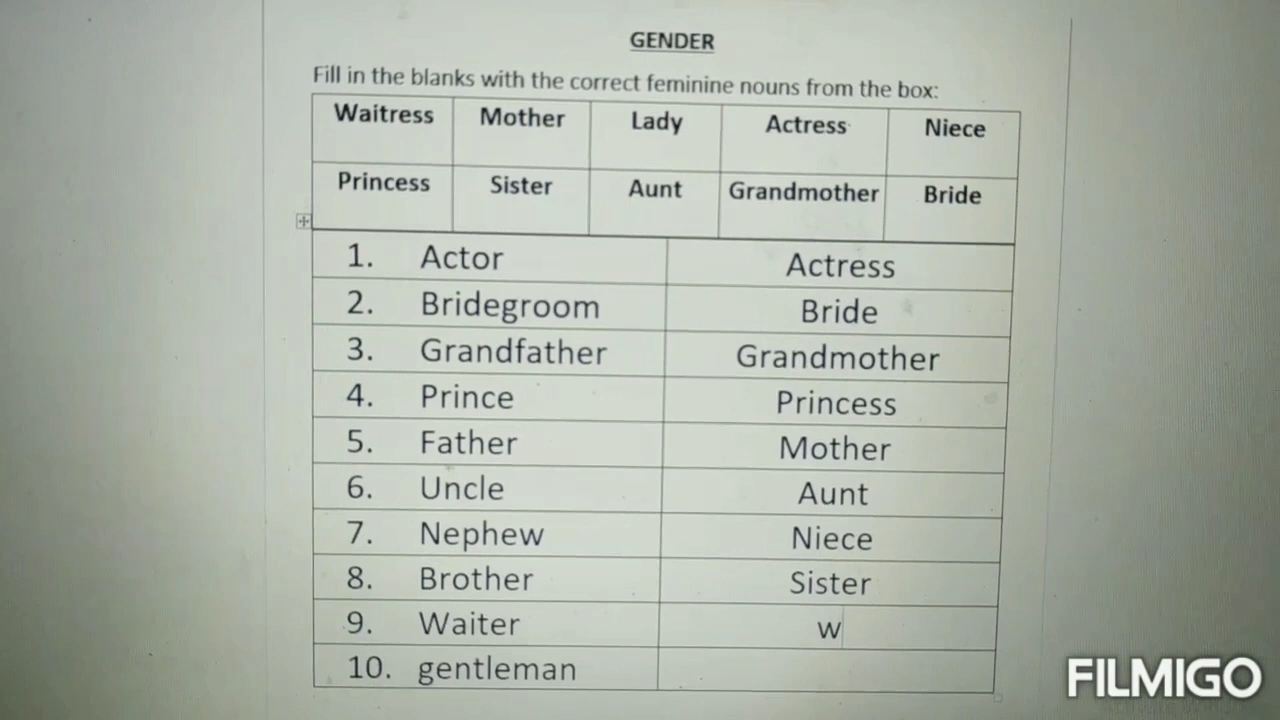 GENDER
Fill in the blanks with the correct feminine nouns from the box:
Waitress Mother Lady Actress Niece
Princess Sister Aunt Grandmother Bride
1. Actor Actress
2. Bridegroom Bride
3. Grandfather Grandmother
4. Prince Princess
5. Father Mother
6. Uncle Aunt
7. Nephew Niece
8. Brother Sister
9. Waiter w
10. gentleman
FILMIGO